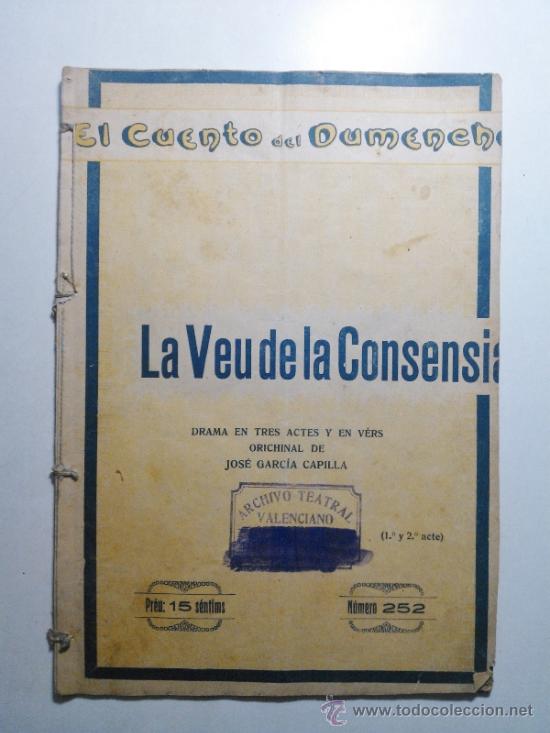 El Cuento del Dumenche
La Veu de la Consensia
DRAMA EN TRES ACTES Y EN VÉRS
ORICHINAL DE
JOSÉ GARCÍA CAPILLA
ARCHIVO TEATRAL
VALENCIANO
(1.º y 2.º acte)
Préu: 15 séntims
Número 252
www.todocoleccion.net